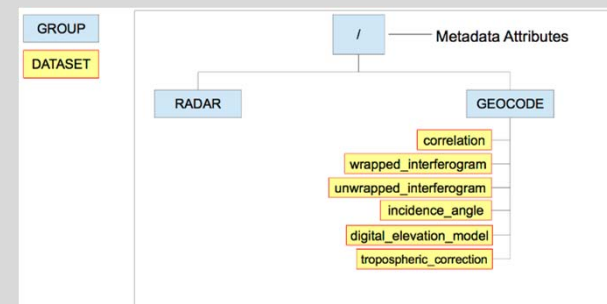 GROUP
DATASET
/
Metadata Attributes
RADAR
GEOCODE
correlation
wrapped_interferogram
unwrapped_interferogram
incidence_angle
digital_elevation_model
tropospheric_correction